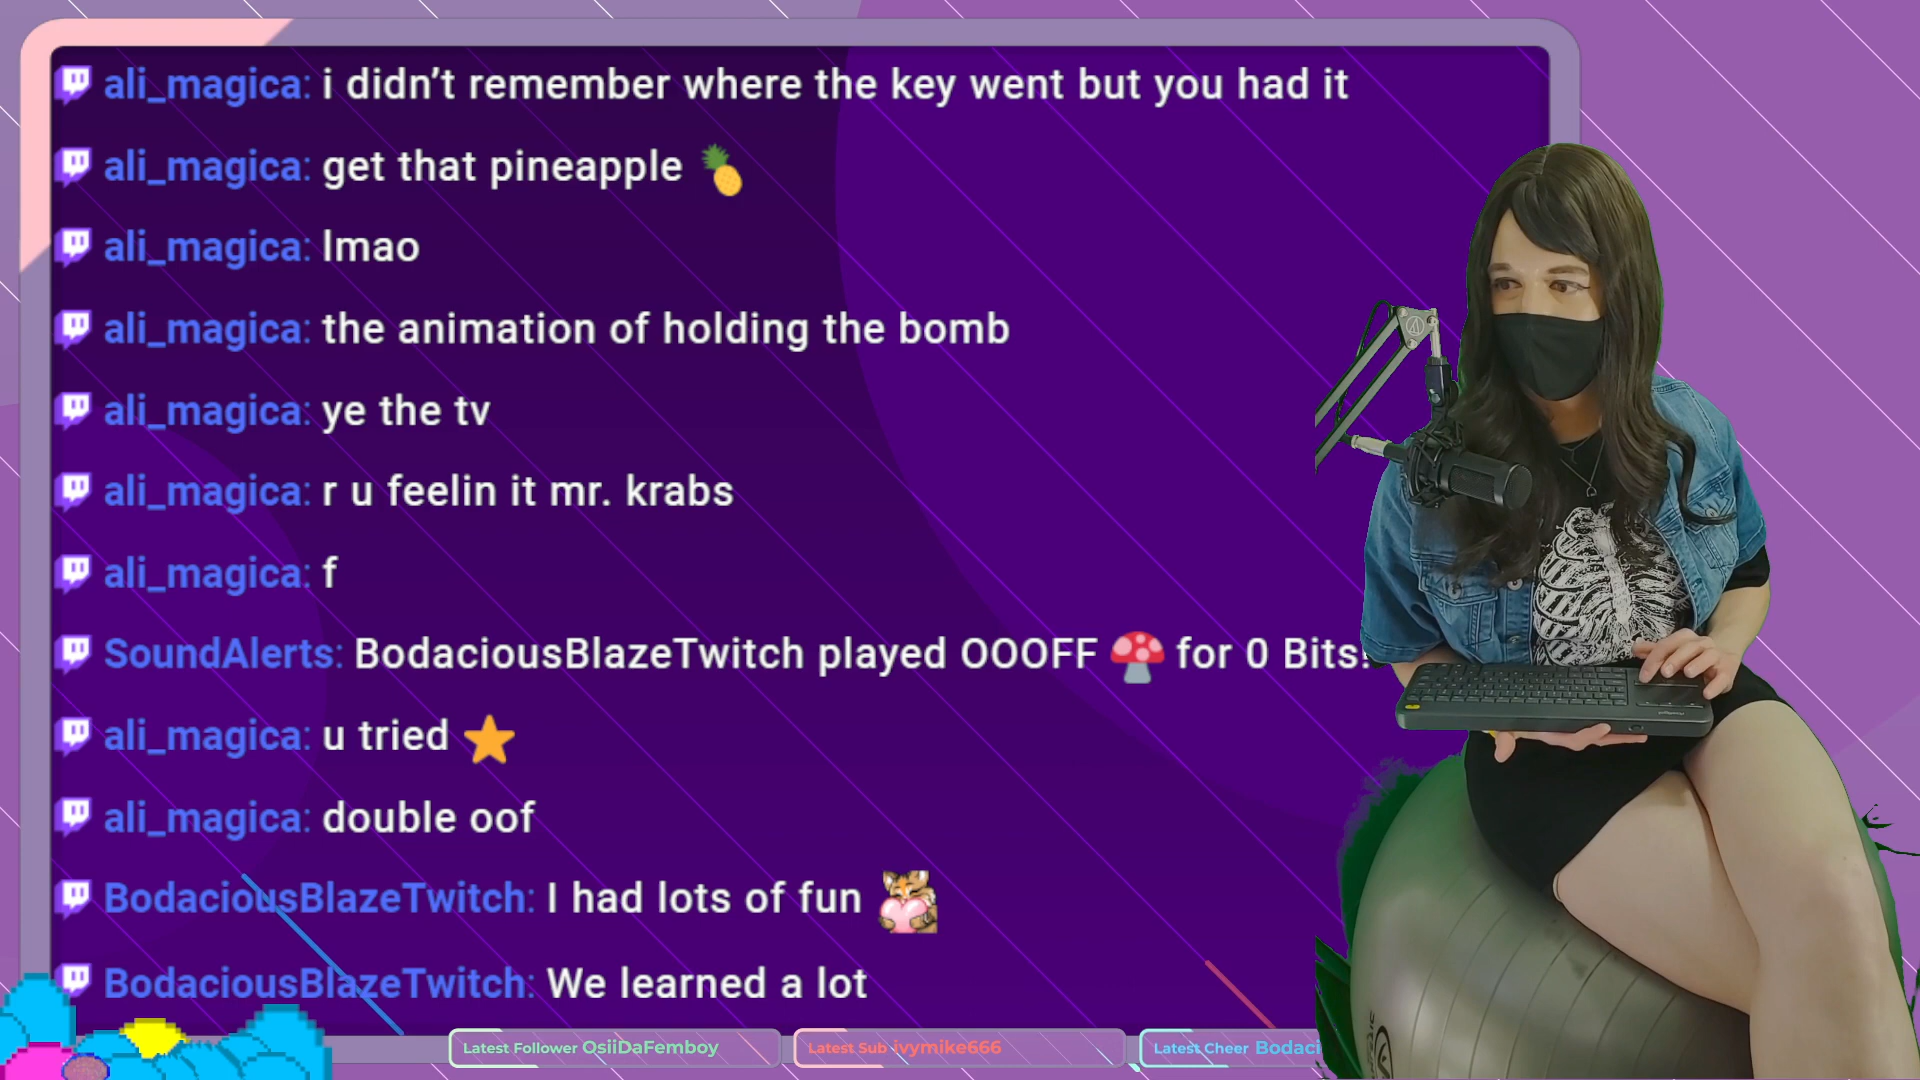 ali_magica: i didn’t remember where the key went but you had it
ali_magica: get that pineapple 🍍
ali_magica: lmao
ali_magica: the animation of holding the bomb
ali_magica: ye the tv
ali_magica: r u feelin it mr. krabs
ali_magica: f
SoundAlerts: BodaciousBlazeTwitch played OOOFF 🍄 for 0 Bits!
ali_magica: u tried ⭐
ali_magica: double oof
BodaciousBlazeTwitch: I had lots of fun
BodaciousBlazeTwitch: We learned a lot
Latest Follower OsiiDaFemboy
Latest Sub ivymike666
Latest Cheer Bodaci